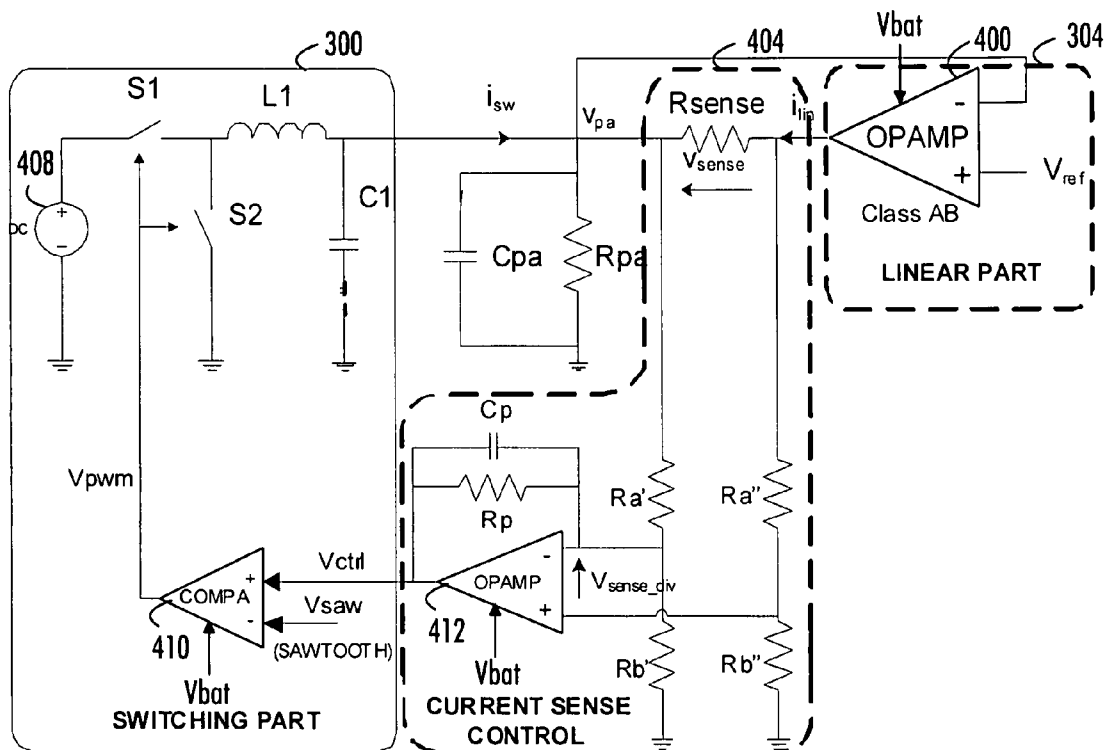 300
404
Vbat
400
304
S1
L1
i_sw
V_pa
Rsense
i_lin
-
OPAMP
+
V_ref
Class AB
LINEAR PART
408
+
-
DC
S2
C1
Cpa
Rpa
V_sense
Cp
Rp
Ra'
Ra"
Vpwm
Vctrl
Vsaw
(SAWTOOTH)
COMPA
+
-
410
Vbat
SWITCHING PART
OPAMP
-
+
V_sense_div
412
Vbat
Rb'
Rb"
CURRENT SENSE
CONTROL